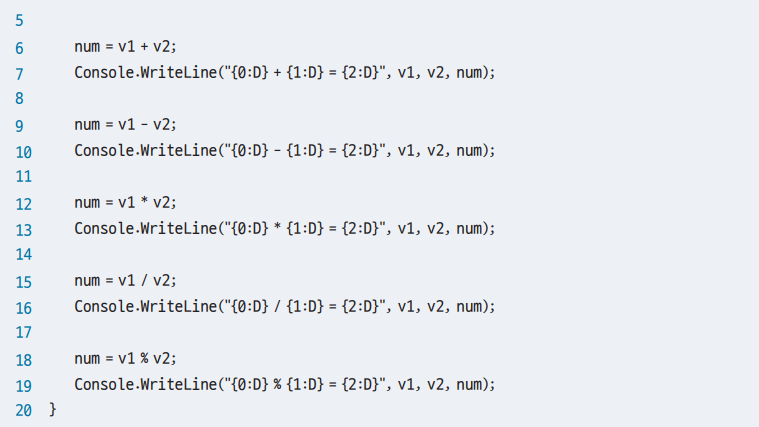 5
6 num = v1 + v2;
7 Console.WriteLine("{0:D} + {1:D} = {2:D}", v1, v2, num);
8
9 num = v1 - v2;
10 Console.WriteLine("{0:D} - {1:D} = {2:D}", v1, v2, num);
11
12 num = v1 * v2;
13 Console.WriteLine("{0:D} * {1:D} = {2:D}", v1, v2, num);
14
15 num = v1 / v2;
16 Console.WriteLine("{0:D} / {1:D} = {2:D}", v1, v2, num);
17
18 num = v1 % v2;
19 Console.WriteLine("{0:D} % {1:D} = {2:D}", v1, v2, num);
20 }